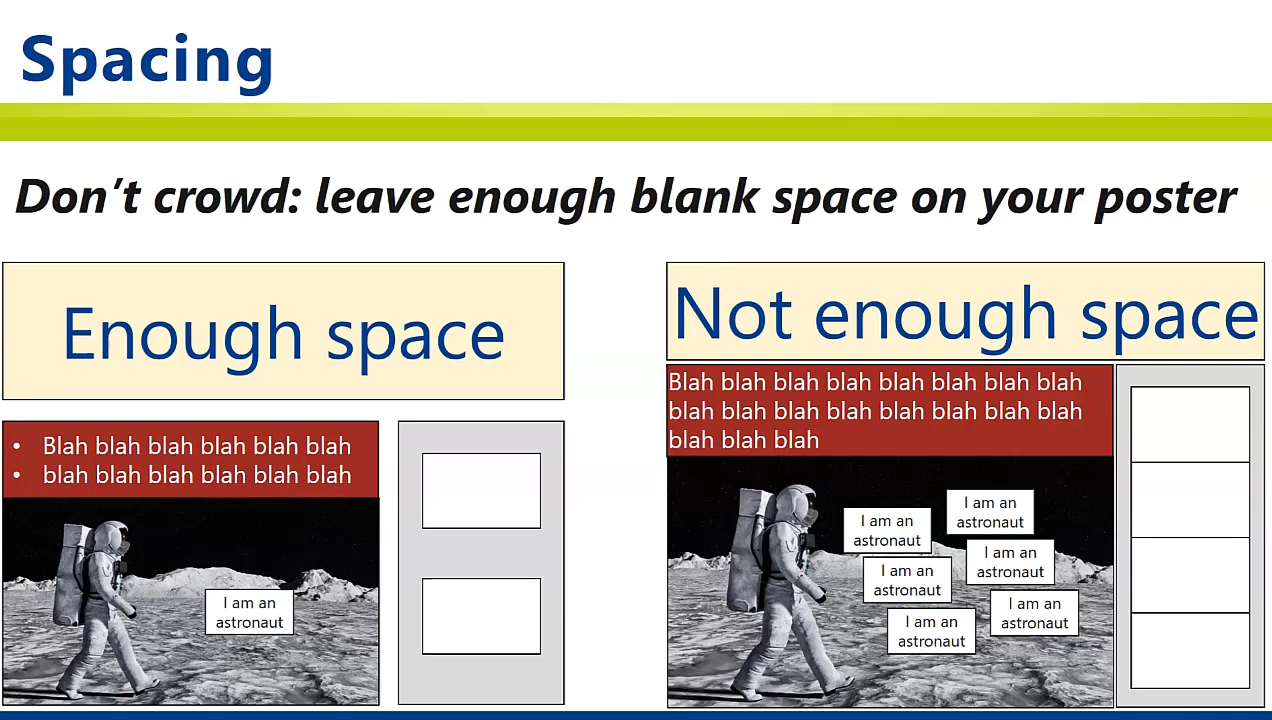 Spacing
Don't crowd: leave enough blank space on your poster
Enough space
• Blah blah blah blah blah blah
• blah blah blah blah blah blah
I am an
astronaut
Not enough space
Blah blah blah blah blah blah blah blah
blah blah blah blah blah blah blah blah
blah blah blah
I am an
astronaut
I am an
astronaut
I am an
astronaut
I am an
astronaut
I am an
astronaut
I am an
astronaut